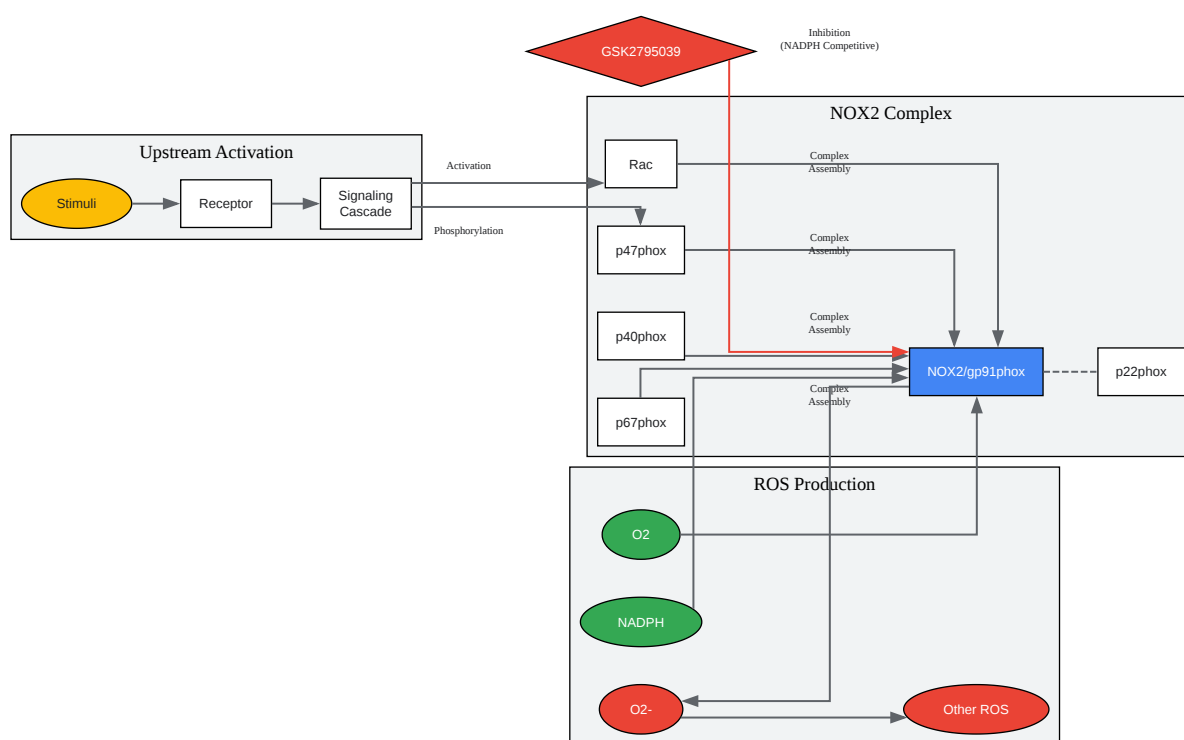 GSK2795039
Inhibition
(NADPH Competitive)
NOX2 Complex
Upstream Activation
Stimuli
Receptor
Signaling
Cascade
Activation
Phosphorylation
Rac
Complex
Assembly
p47phox
Complex
Assembly
p40phox
Complex
Assembly
NOX2/gp91phox
p22phox
Complex
Assembly
p67phox
ROS Production
O2
NADPH
O2-
Other ROS